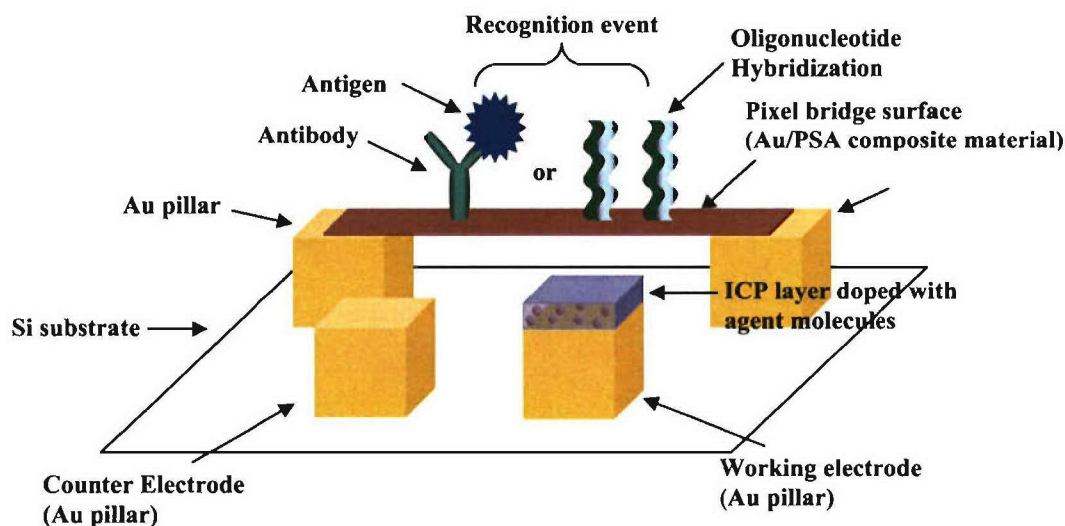 Recognition event
Oligonucleotide
Hybridization
Antigen
Pixel bridge surface
(Au/PSA composite material)
Antibody
or
Au pillar
ICP layer doped with
agent molecules
Si substrate
Counter Electrode
(Au pillar)
Working electrode
(Au pillar)